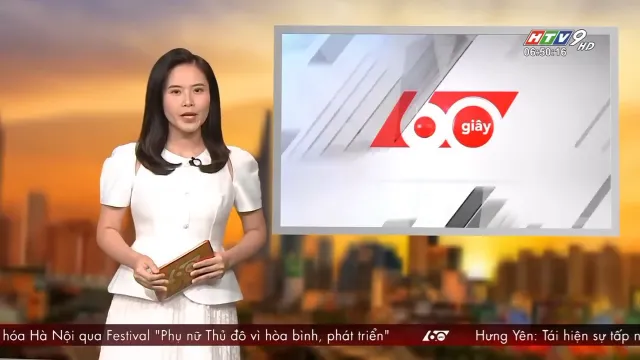 HTV9 HD
06:50:16
60 giây
hóa Hà Nội qua Festival "Phụ nữ Thủ đô vì hòa bình, phát triển" 60 Hưng Yên: Tái hiện sự tấp n